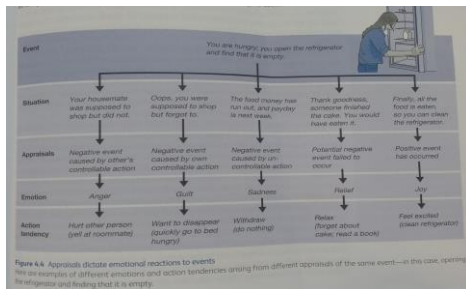 Event
You are hungry; you open the refrigerator
and find that it is empty.
Situation
Your housemate
was supposed to
shop but did not.
Oops, you were
supposed to shop
but forgot to.
The food money has
run out, and payday
is next week.
Thank goodness,
someone finished
the cake. You would
have eaten it.
Finally, all the
food is eaten,
so you can clean
the refrigerator.
Appraisals
Negative event
caused by other's
controllable action
Negative event
caused by own
controllable action
Negative event
caused by un-
controllable action
Potential negative
event failed to
occur
Positive event
has occurred
Emotion
Anger
Guilt
Sadness
Relief
Joy
Action
tendency
Hurt other person
(yell at roommate)
Want to disappear
(quickly go to bed
hungry)
Withdraw
(do nothing)
Relax
(forget about
cake; read a book)
Feel excited
(clean refrigerator)
Figure 4.4 Appraisals dictate emotional reactions to events
Here are examples of different emotions and action tendencies arising from different appraisals of the same event—in this case, opening
the refrigerator and finding that it is empty.